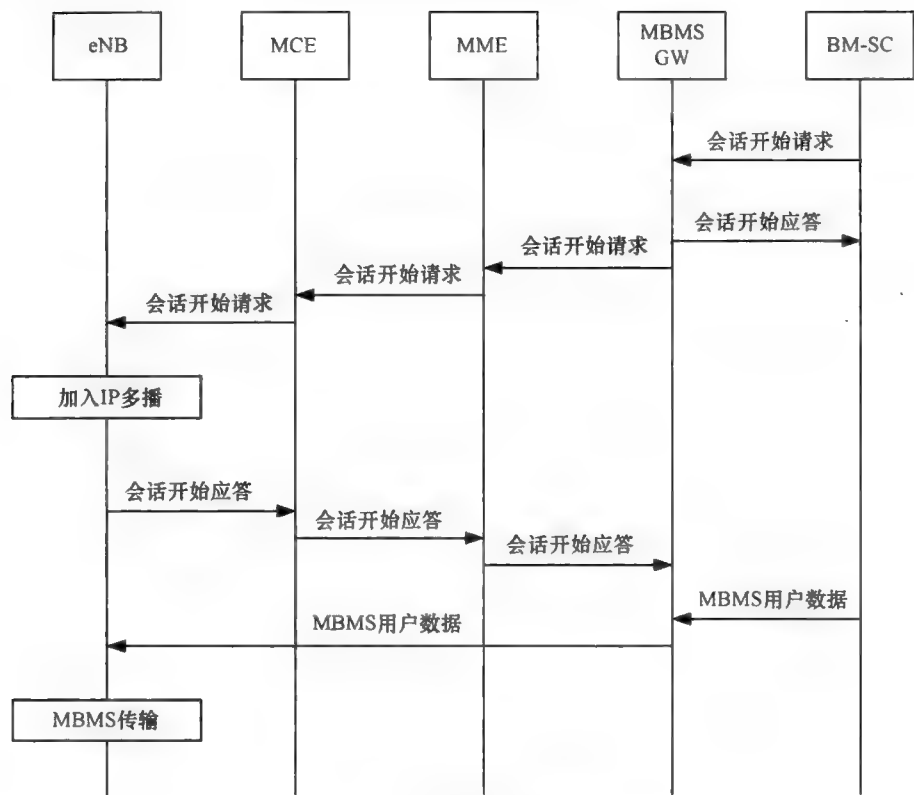 eNB
MCE
MME
MBMS
GW
BM-SC
会话开始请求
会话开始应答
会话开始请求
会话开始请求
会话开始请求
加入IP多播
会话开始应答
会话开始应答
会话开始应答
MBMS用户数据
MBMS用户数据
MBMS传输